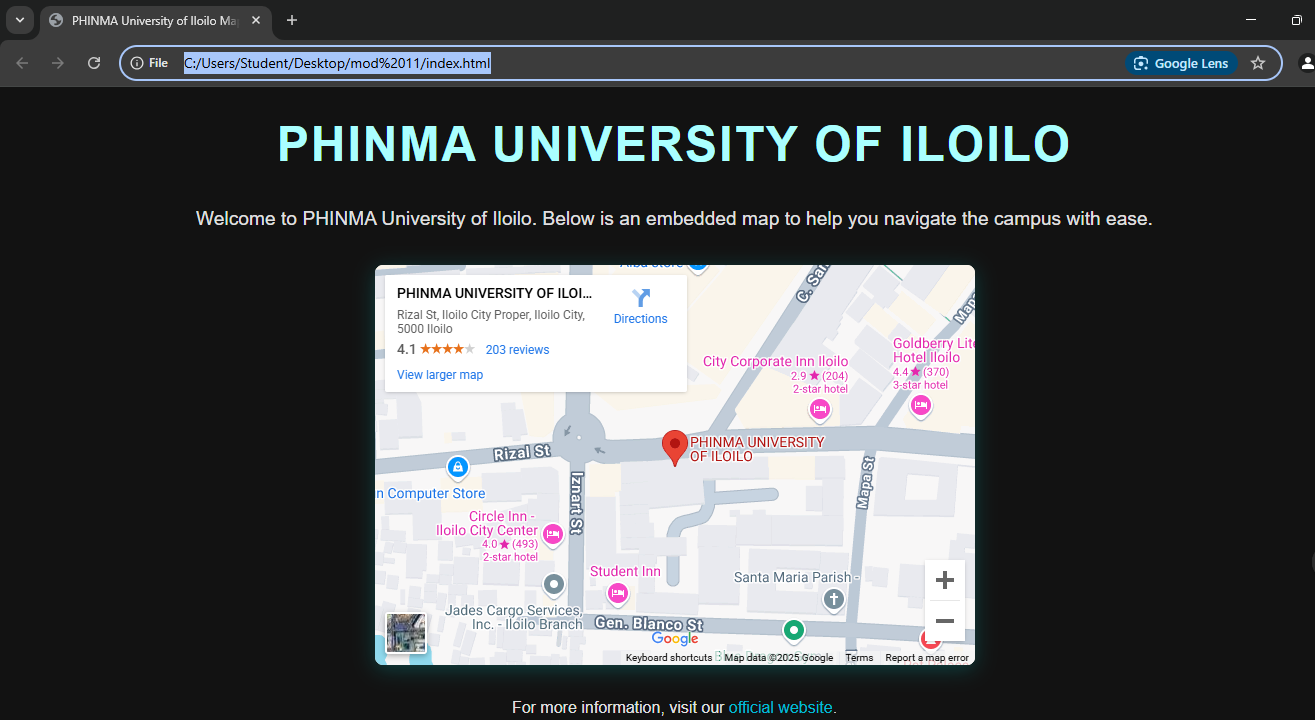 PHINMA University of Iloilo Ma
File
C:/Users/Student/Desktop/mod%2011/index.html
Google Lens
PHINMA UNIVERSITY OF ILOILO
Welcome to PHINMA University of Iloilo. Below is an embedded map to help you navigate the campus with ease.
PHINMA UNIVERSITY OF ILOI...
Rizal St, Iloilo City Proper, Iloilo City,
5000 Iloilo
Directions
4.1
203 reviews
View larger map
C. San
Mapa
City Corporate Inn Iloilo
2.9 ★ (204)
2-star hotel
Goldberry Lite
Hotel Iloilo
4.4 ★ (370)
3-star hotel
PHINMA UNIVERSITY
OF ILOILO
Rizal St
Iznart St
Mapa St
n Computer Store
Circle Inn -
Iloilo City Center
4.0 ★ (493)
2-star hotel
Student Inn
Santa Maria Parish -
Jades Cargo Services,
Inc. - Iloilo Branch
Gen. Blanco St
Google
Keyboard shortcuts
Map data ©2025 Google
Terms
Report a map error
For more information, visit our official website.